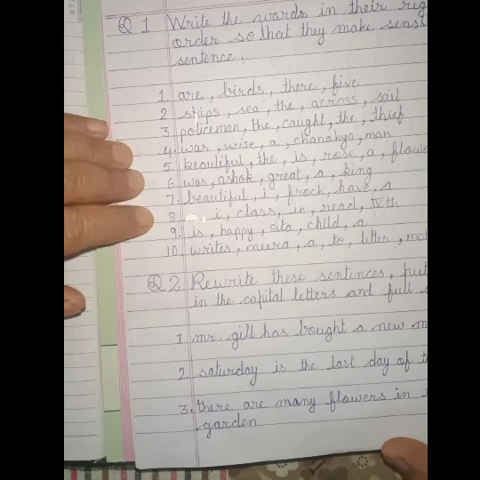 Q 1 Write the words in their
order so that they make
sentence.
1. are, birds, there, five
2 ships, sea, the, across, sail
3. policeman, the, caught, the, thief
4. was, wise, a, chanakya, man
5. beautiful, the, is, rose, a,
6 was, ashok, great, a, king
7. beautiful, i, frock, have, a
8 i, class, in, read, IVth
9. is, happy, sita, child, a
10. writes, meera, a, to, letter,
Q 2. Rewrite these sentences,
in the capital letters and full
1 mr. gill has bought a new
2 saturday is the last day of
3. there are many flowers in
garden